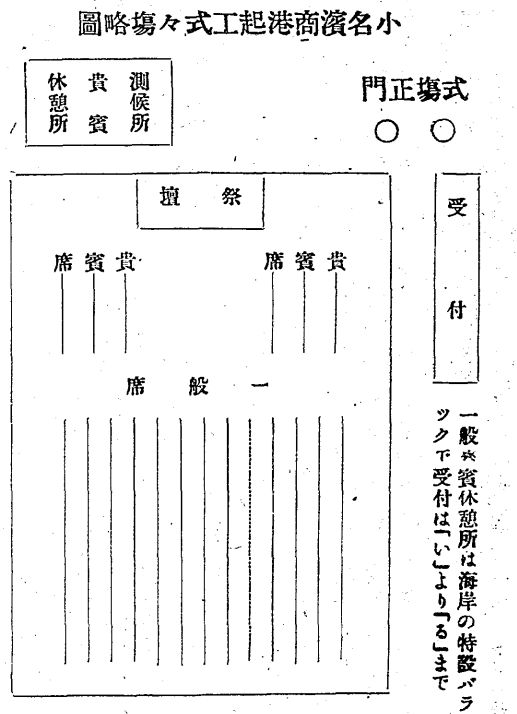 小名濱商港起工式々塲略圖
式塲正門
測候所
貴賓
休憩所
受付
祭壇
貴賓席
貴賓席
一般席
一般來賓休憩所は海岸の特設バラ
ックで受付は「い」より「る」まで